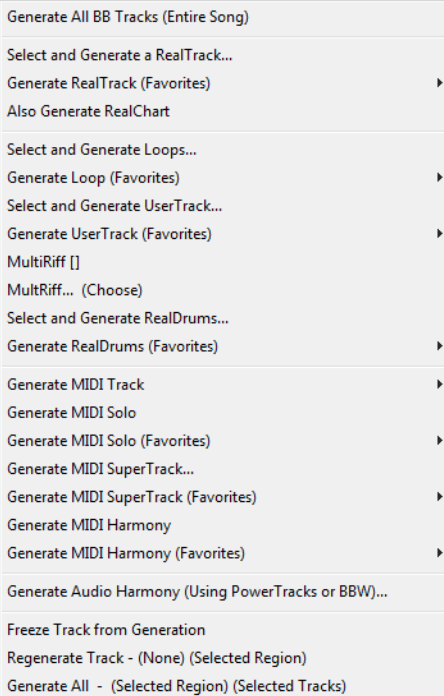 Generate All BB Tracks (Entire Song)
Select and Generate a RealTrack...
Generate RealTrack (Favorites)
Also Generate RealChart
Select and Generate Loops...
Generate Loop (Favorites)
Select and Generate UserTrack...
Generate UserTrack (Favorites)
MultiRiff []
MultRiff... (Choose)
Select and Generate RealDrums...
Generate RealDrums (Favorites)
Generate MIDI Track
Generate MIDI Solo
Generate MIDI Solo (Favorites)
Generate MIDI SuperTrack...
Generate MIDI SuperTrack (Favorites)
Generate MIDI Harmony
Generate MIDI Harmony (Favorites)
Generate Audio Harmony (Using PowerTracks or BBW)...
Freeze Track from Generation
Regenerate Track - (None) (Selected Region)
Generate All - (Selected Region) (Selected Tracks)